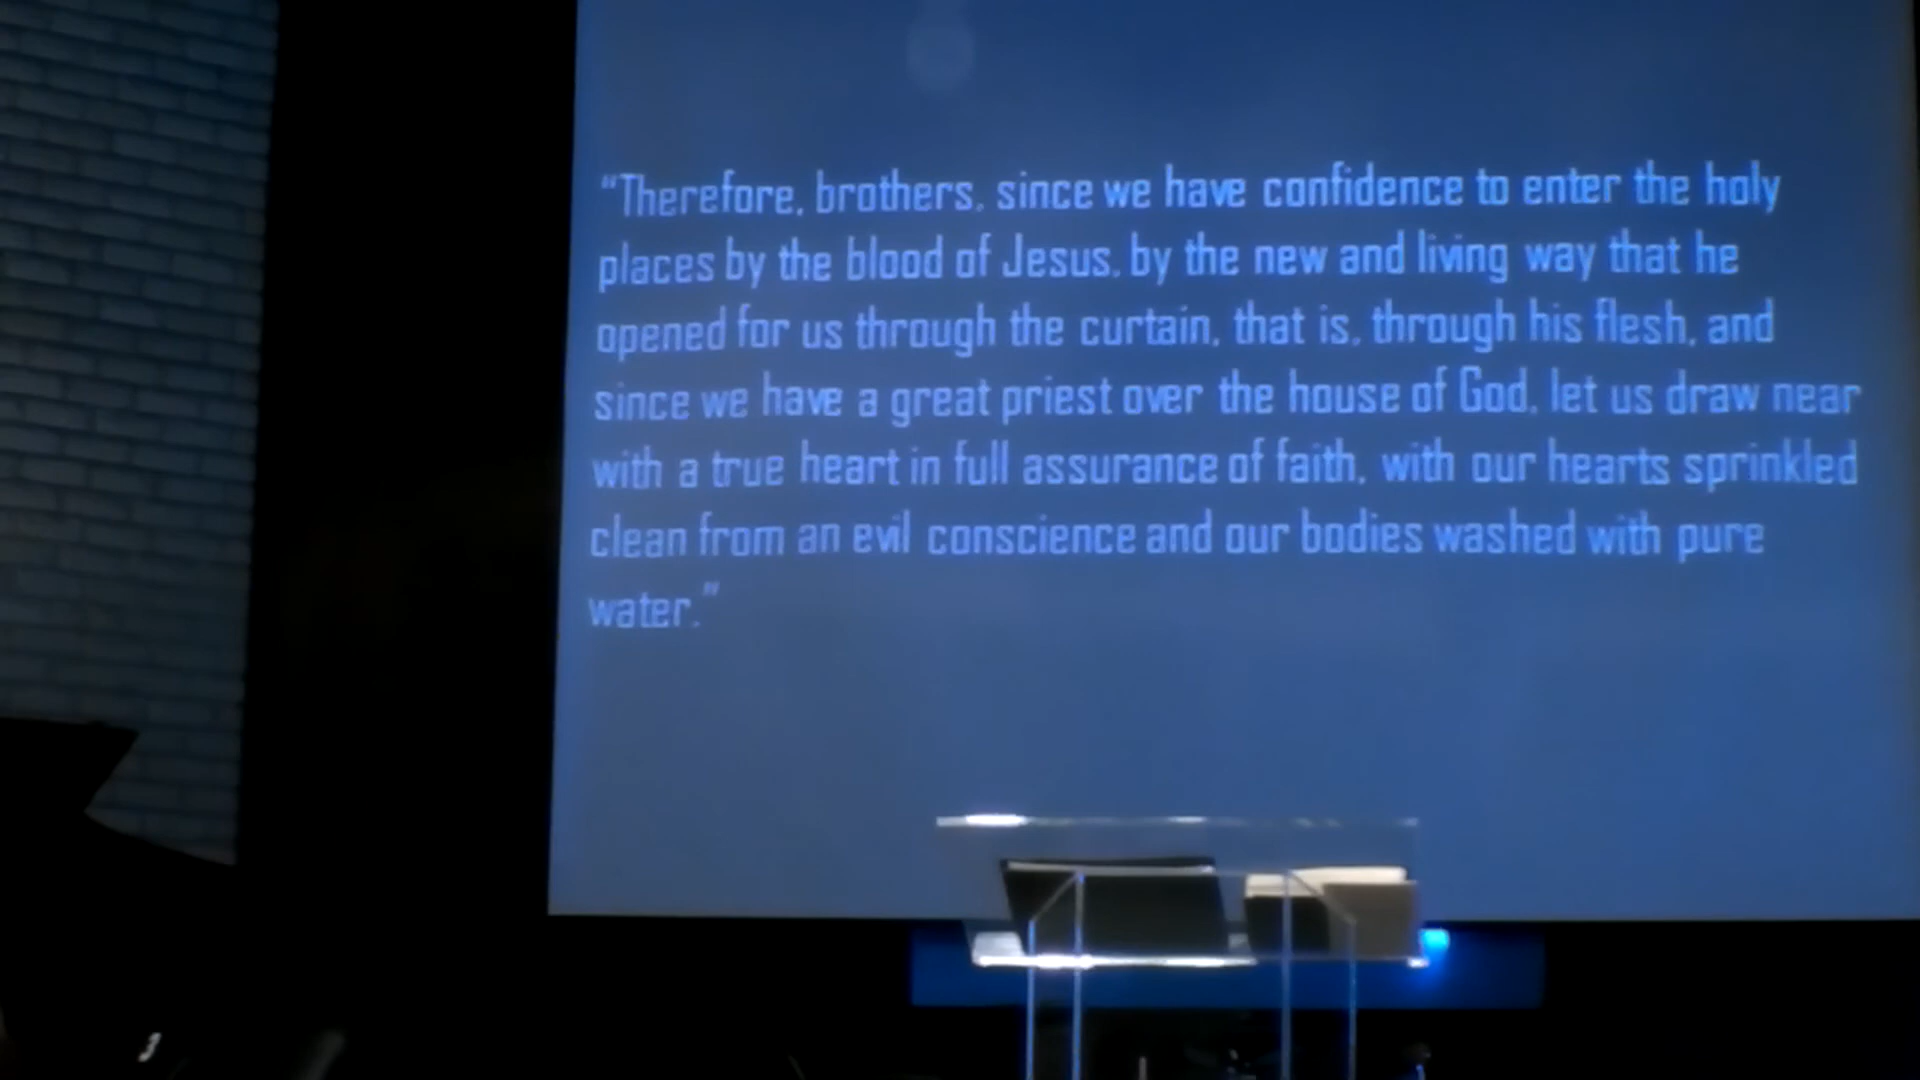 “Therefore, brothers, since we have confidence to enter the holy
places by the blood of Jesus, by the new and living way that he
opened for us through the curtain, that is, through his flesh, and
since we have a great priest over the house of God, let us draw near
with a true heart in full assurance of faith, with our hearts sprinkled
clean from an evil conscience and our bodies washed with pure
water.”